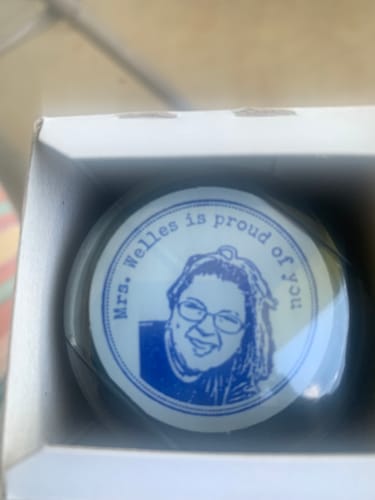 Mrs. Welles is proud of you